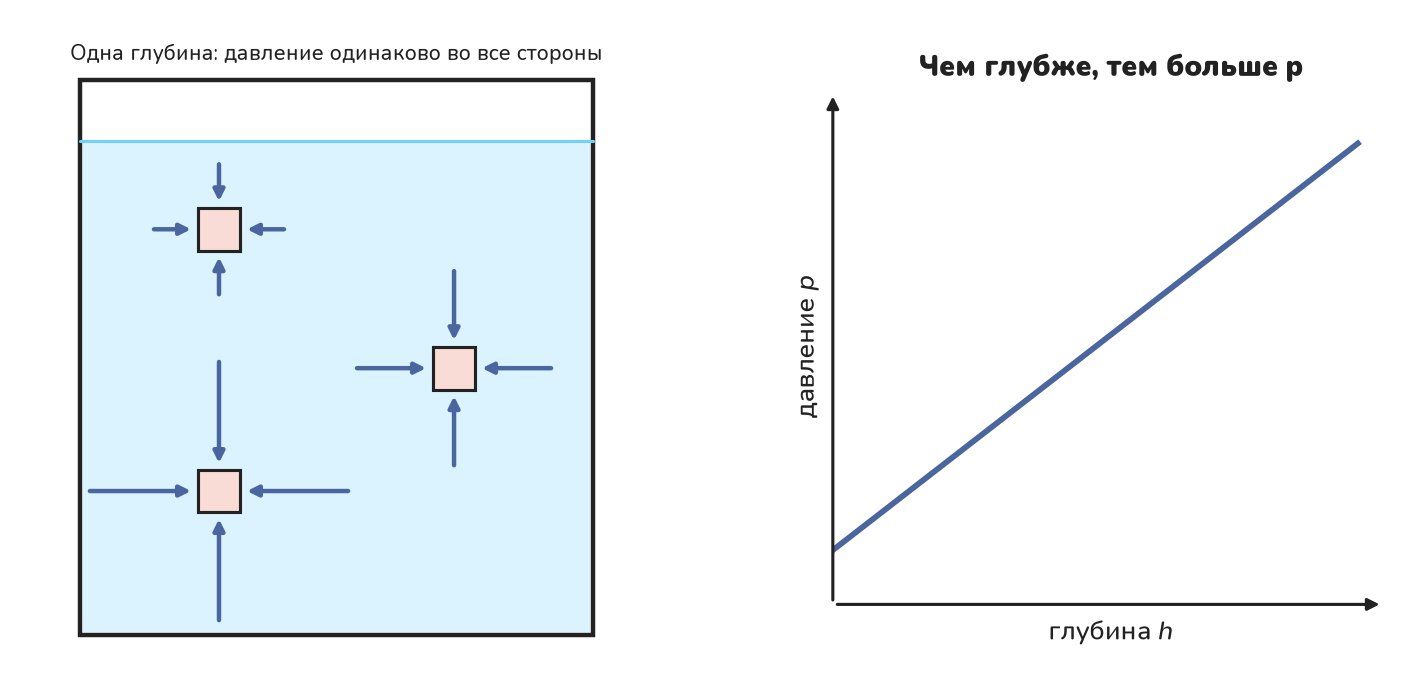 Одна глубина: давление одинаково во все стороны
Чем глубже, тем больше p
давление p
глубина h